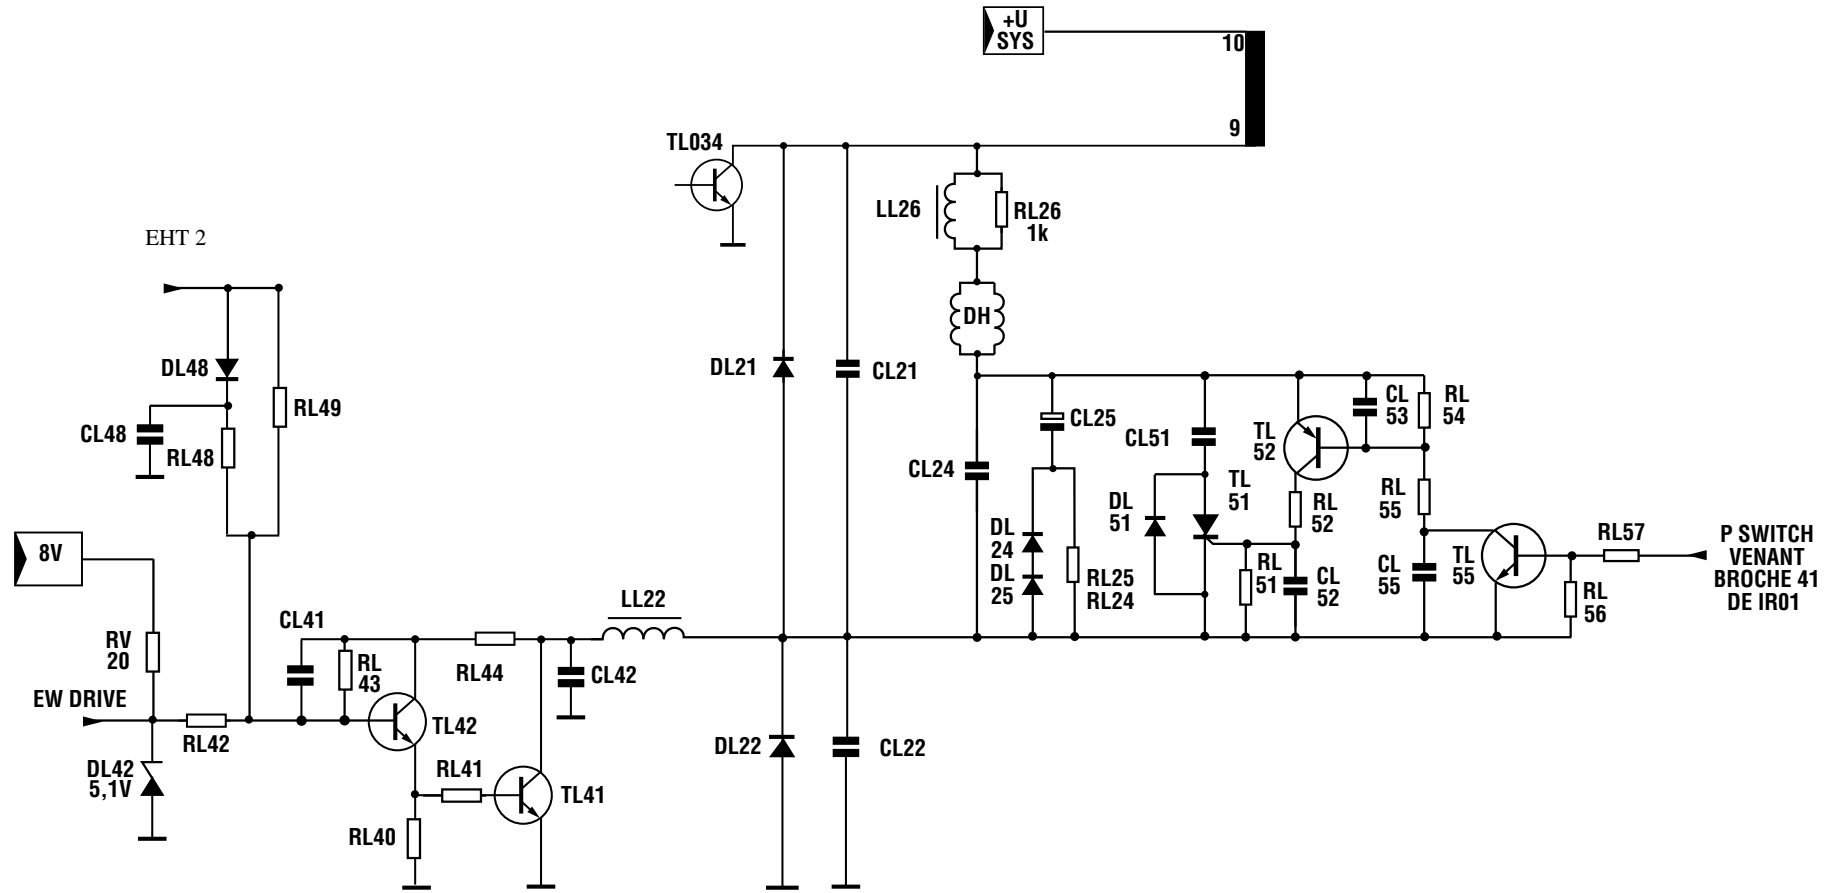 +U
SYS
10
9
TL034
LL26
RL26
1k
EHT 2
DH
DL48
DL21
CL21
RL49
CL48
RL48
CL25
CL51
CL24
TL
52
CL
53
RL
54
DL
51
TL
51
RL
52
RL
55
DL
24
DL
25
RL25
RL24
RL
51
CL
52
CL
55
TL
55
RL57
RL
56
P SWITCH
VENANT
BROCHE 41
DE IR01
8V
LL22
CL41
RV
20
RL
43
RL44
CL42
EW DRIVE
RL42
TL42
DL22
CL22
DL42
5,1V
RL41
TL41
RL40